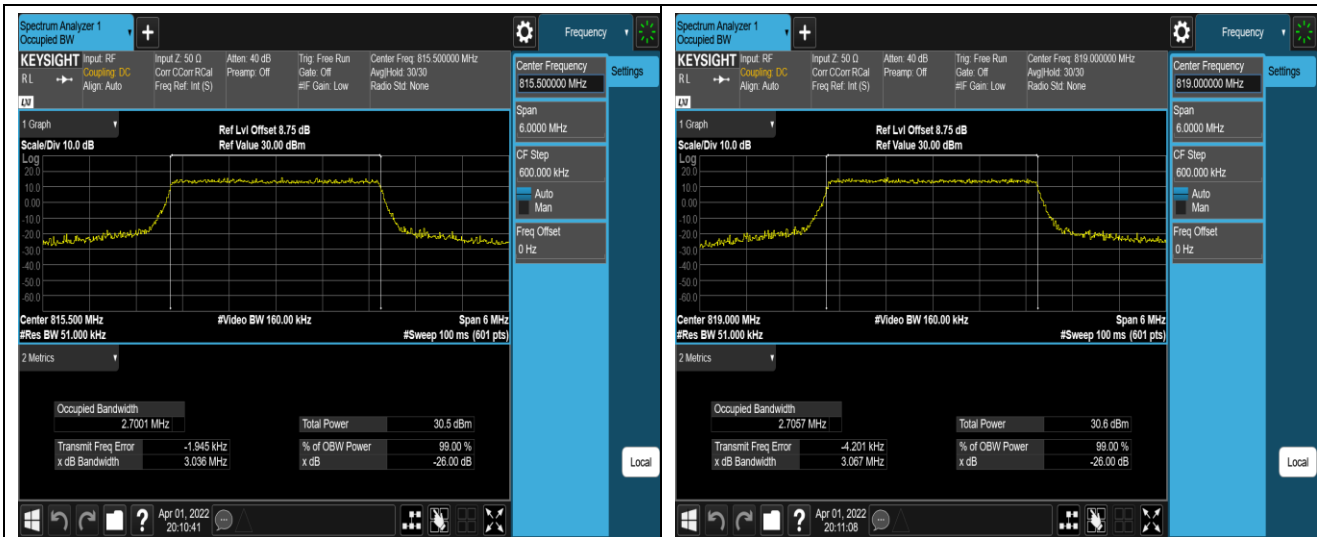 Spectrum Analyzer 1
Occupied BW
+
Frequency
KEYSIGHT Input: RF Input Z: 50 Ω Atten: 40 dB Trig: Free Run Center Freq: 815.500000 MHz
RL Coupling: DC Corr CCorr RCal Preamp: Off Gate: Off Avg|Hold: 30/30
Align: Auto Freq Ref: Int (S) #IF Gain: Low Radio Std: None
LXI
Center Frequency
815.500000 MHz
Settings
Span
6.0000 MHz
CF Step
600.000 kHz
Auto
Man
Freq Offset
0 Hz
1 Graph
Ref Lvl Offset 8.75 dB
Scale/Div 10.0 dB Ref Value 30.00 dBm
Log
20.0
10.0
0.00
-10.0
-20.0
-30.0
-40.0
-50.0
-60.0
Center 815.500 MHz #Video BW 160.00 kHz Span 6 MHz
#Res BW 51.000 kHz #Sweep 100 ms (601 pts)
2 Metrics
Occupied Bandwidth
2.7001 MHz Total Power 30.5 dBm
Transmit Freq Error -1.945 kHz % of OBW Power 99.00 %
x dB Bandwidth 3.036 MHz x dB -26.00 dB
Local
? Apr 01, 2022
20:10:41
Spectrum Analyzer 1
Occupied BW
+
Frequency
KEYSIGHT Input: RF Input Z: 50 Ω Atten: 40 dB Trig: Free Run Center Freq: 819.000000 MHz
RL Coupling: DC Corr CCorr RCal Preamp: Off Gate: Off Avg|Hold: 30/30
Align: Auto Freq Ref: Int (S) #IF Gain: Low Radio Std: None
LXI
Center Frequency
819.000000 MHz
Settings
Span
6.0000 MHz
CF Step
600.000 kHz
Auto
Man
Freq Offset
0 Hz
1 Graph
Ref Lvl Offset 8.75 dB
Scale/Div 10.0 dB Ref Value 30.00 dBm
Log
20.0
10.0
0.00
-10.0
-20.0
-30.0
-40.0
-50.0
-60.0
Center 819.000 MHz #Video BW 160.00 kHz Span 6 MHz
#Res BW 51.000 kHz #Sweep 100 ms (601 pts)
2 Metrics
Occupied Bandwidth
2.7057 MHz Total Power 30.6 dBm
Transmit Freq Error -4.201 kHz % of OBW Power 99.00 %
x dB Bandwidth 3.067 MHz x dB -26.00 dB
Local
? Apr 01, 2022
20:11:08